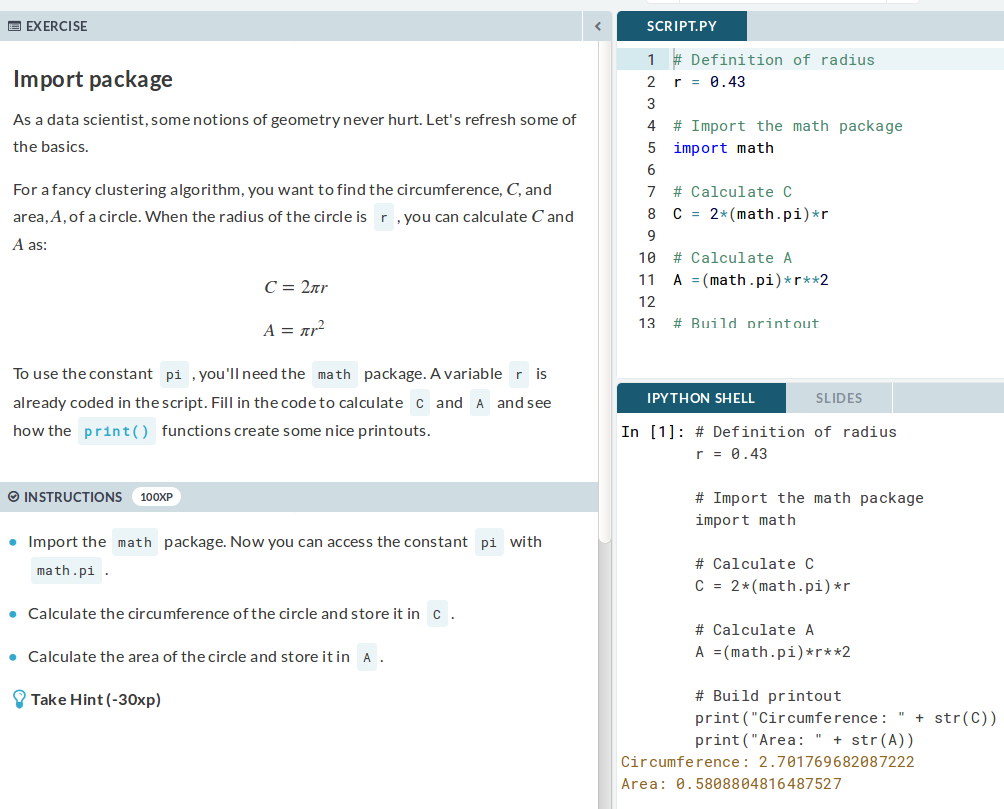 EXERCISE
Import package
As a data scientist, some notions of geometry never hurt. Let's refresh some of
the basics.
For a fancy clustering algorithm, you want to find the circumference, C, and
area, A, of a circle. When the radius of the circle is r , you can calculate C and
A as:
C = 2πr
A = πr²
To use the constant pi , you'll need the math package. A variable r is
already coded in the script. Fill in the code to calculate C and A and see
how the print() functions create some nice printouts.
INSTRUCTIONS 100XP
Import the math package. Now you can access the constant pi with
math.pi .
Calculate the circumference of the circle and store it in C .
Calculate the area of the circle and store it in A .
Take Hint (-30xp)
SCRIPT.PY
1 # Definition of radius
2 r = 0.43
3
4 # Import the math package
5 import math
6
7 # Calculate C
8 C = 2*(math.pi)*r
9
10 # Calculate A
11 A =(math.pi)*r**2
12
13 # Build printout
IPYTHON SHELL SLIDES
In [1]: # Definition of radius
r = 0.43
# Import the math package
import math
# Calculate C
C = 2*(math.pi)*r
# Calculate A
A =(math.pi)*r**2
# Build printout
print("Circumference: " + str(C))
print("Area: " + str(A))
Circumference: 2.701769682087222
Area: 0.5808804816487527